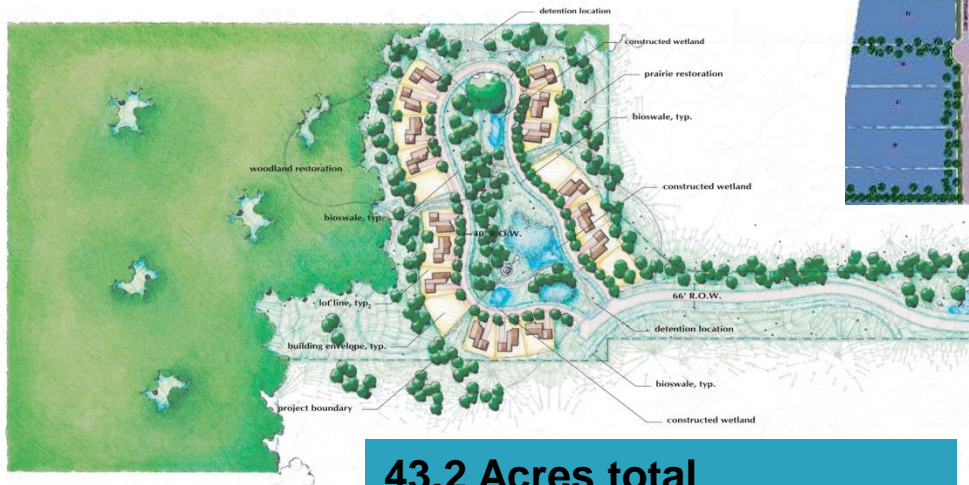 detention location
constructed wetland
prairie restoration
bioswale, typ.
woodland restoration
constructed wetland
bioswale, typ.
40' R.O.W.
66' R.O.W.
lot line, typ.
detention location
building envelope, typ.
bioswale, typ.
project boundary
constructed wetland
43.2 Acres total